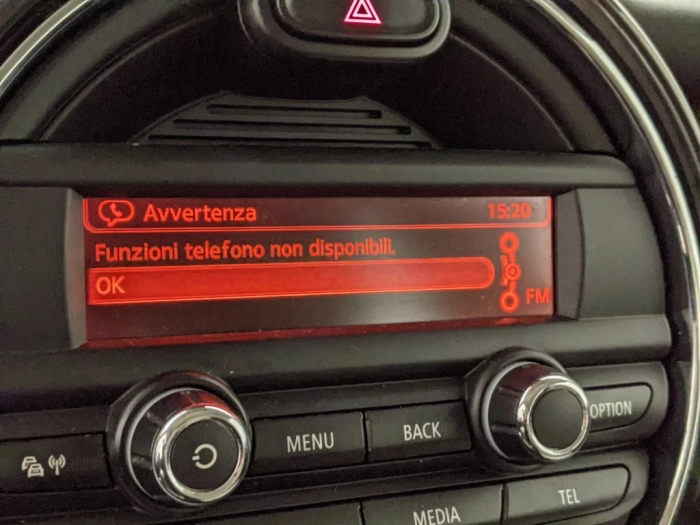 Avvertenza 15:20
Funzioni telefono non disponibili.
OK
FM
MENU
BACK
OPTION
MEDIA
TEL